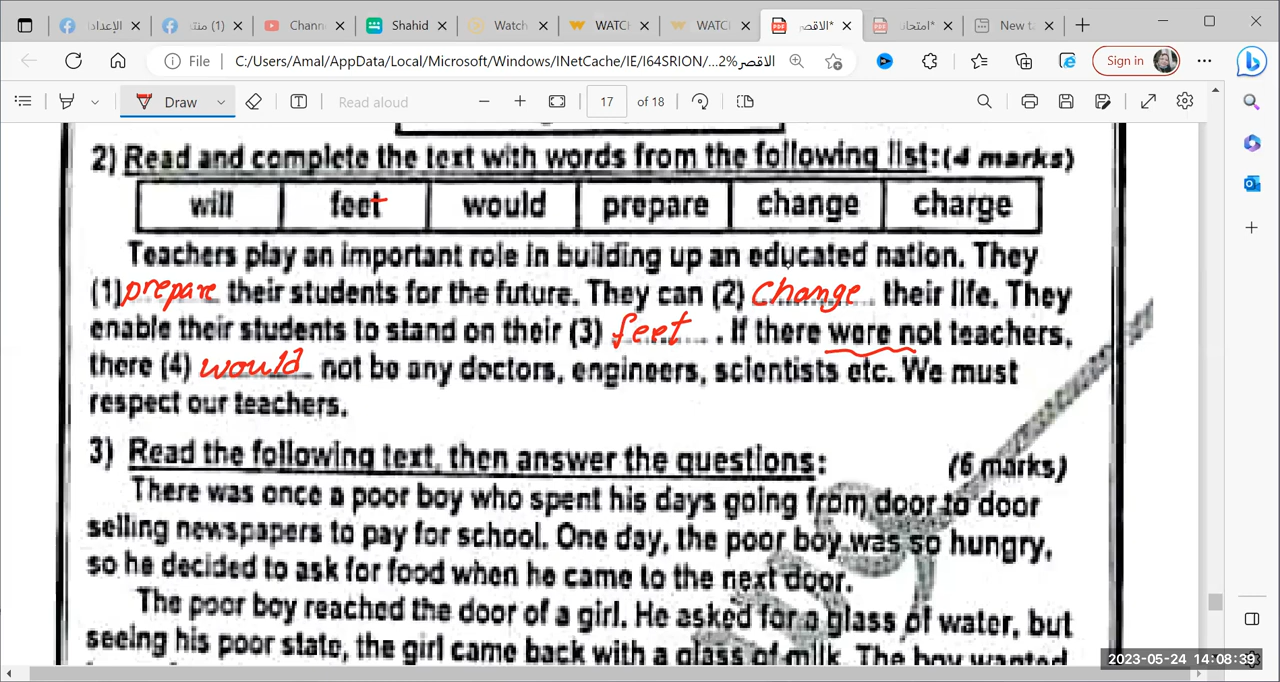 الإعداد
(1) منت
Chann
Shahid
Watch
WATCH
WATC
*الاقص
*امتحان
New t
File
C:/Users/Amal/AppData/Local/Microsoft/Windows/INetCache/IE/I64SRION/...2%الاقصر
Sign in
Draw
Read aloud
17 of 18
2) Read and complete the text with words from the following list:(4 marks)
will feet would prepare change charge
Teachers play an important role in building up an educated nation. They
(1)prepare their students for the future. They can (2) change their life. They
enable their students to stand on their (3) feet . If there were not teachers,
there (4) would not be any doctors, engineers, scientists etc. We must
respect our teachers.
3) Read the following text, then answer the questions: (6 marks)
There was once a poor boy who spent his days going from door to door
selling newspapers to pay for school. One day, the poor boy was so hungry,
so he decided to ask for food when he came to the next door.
The poor boy reached the door of a girl. He asked for a glass of water, but
seeing his poor state, the girl came back with a glass of milk. The boy wanted
2023-05-24 14:08:39